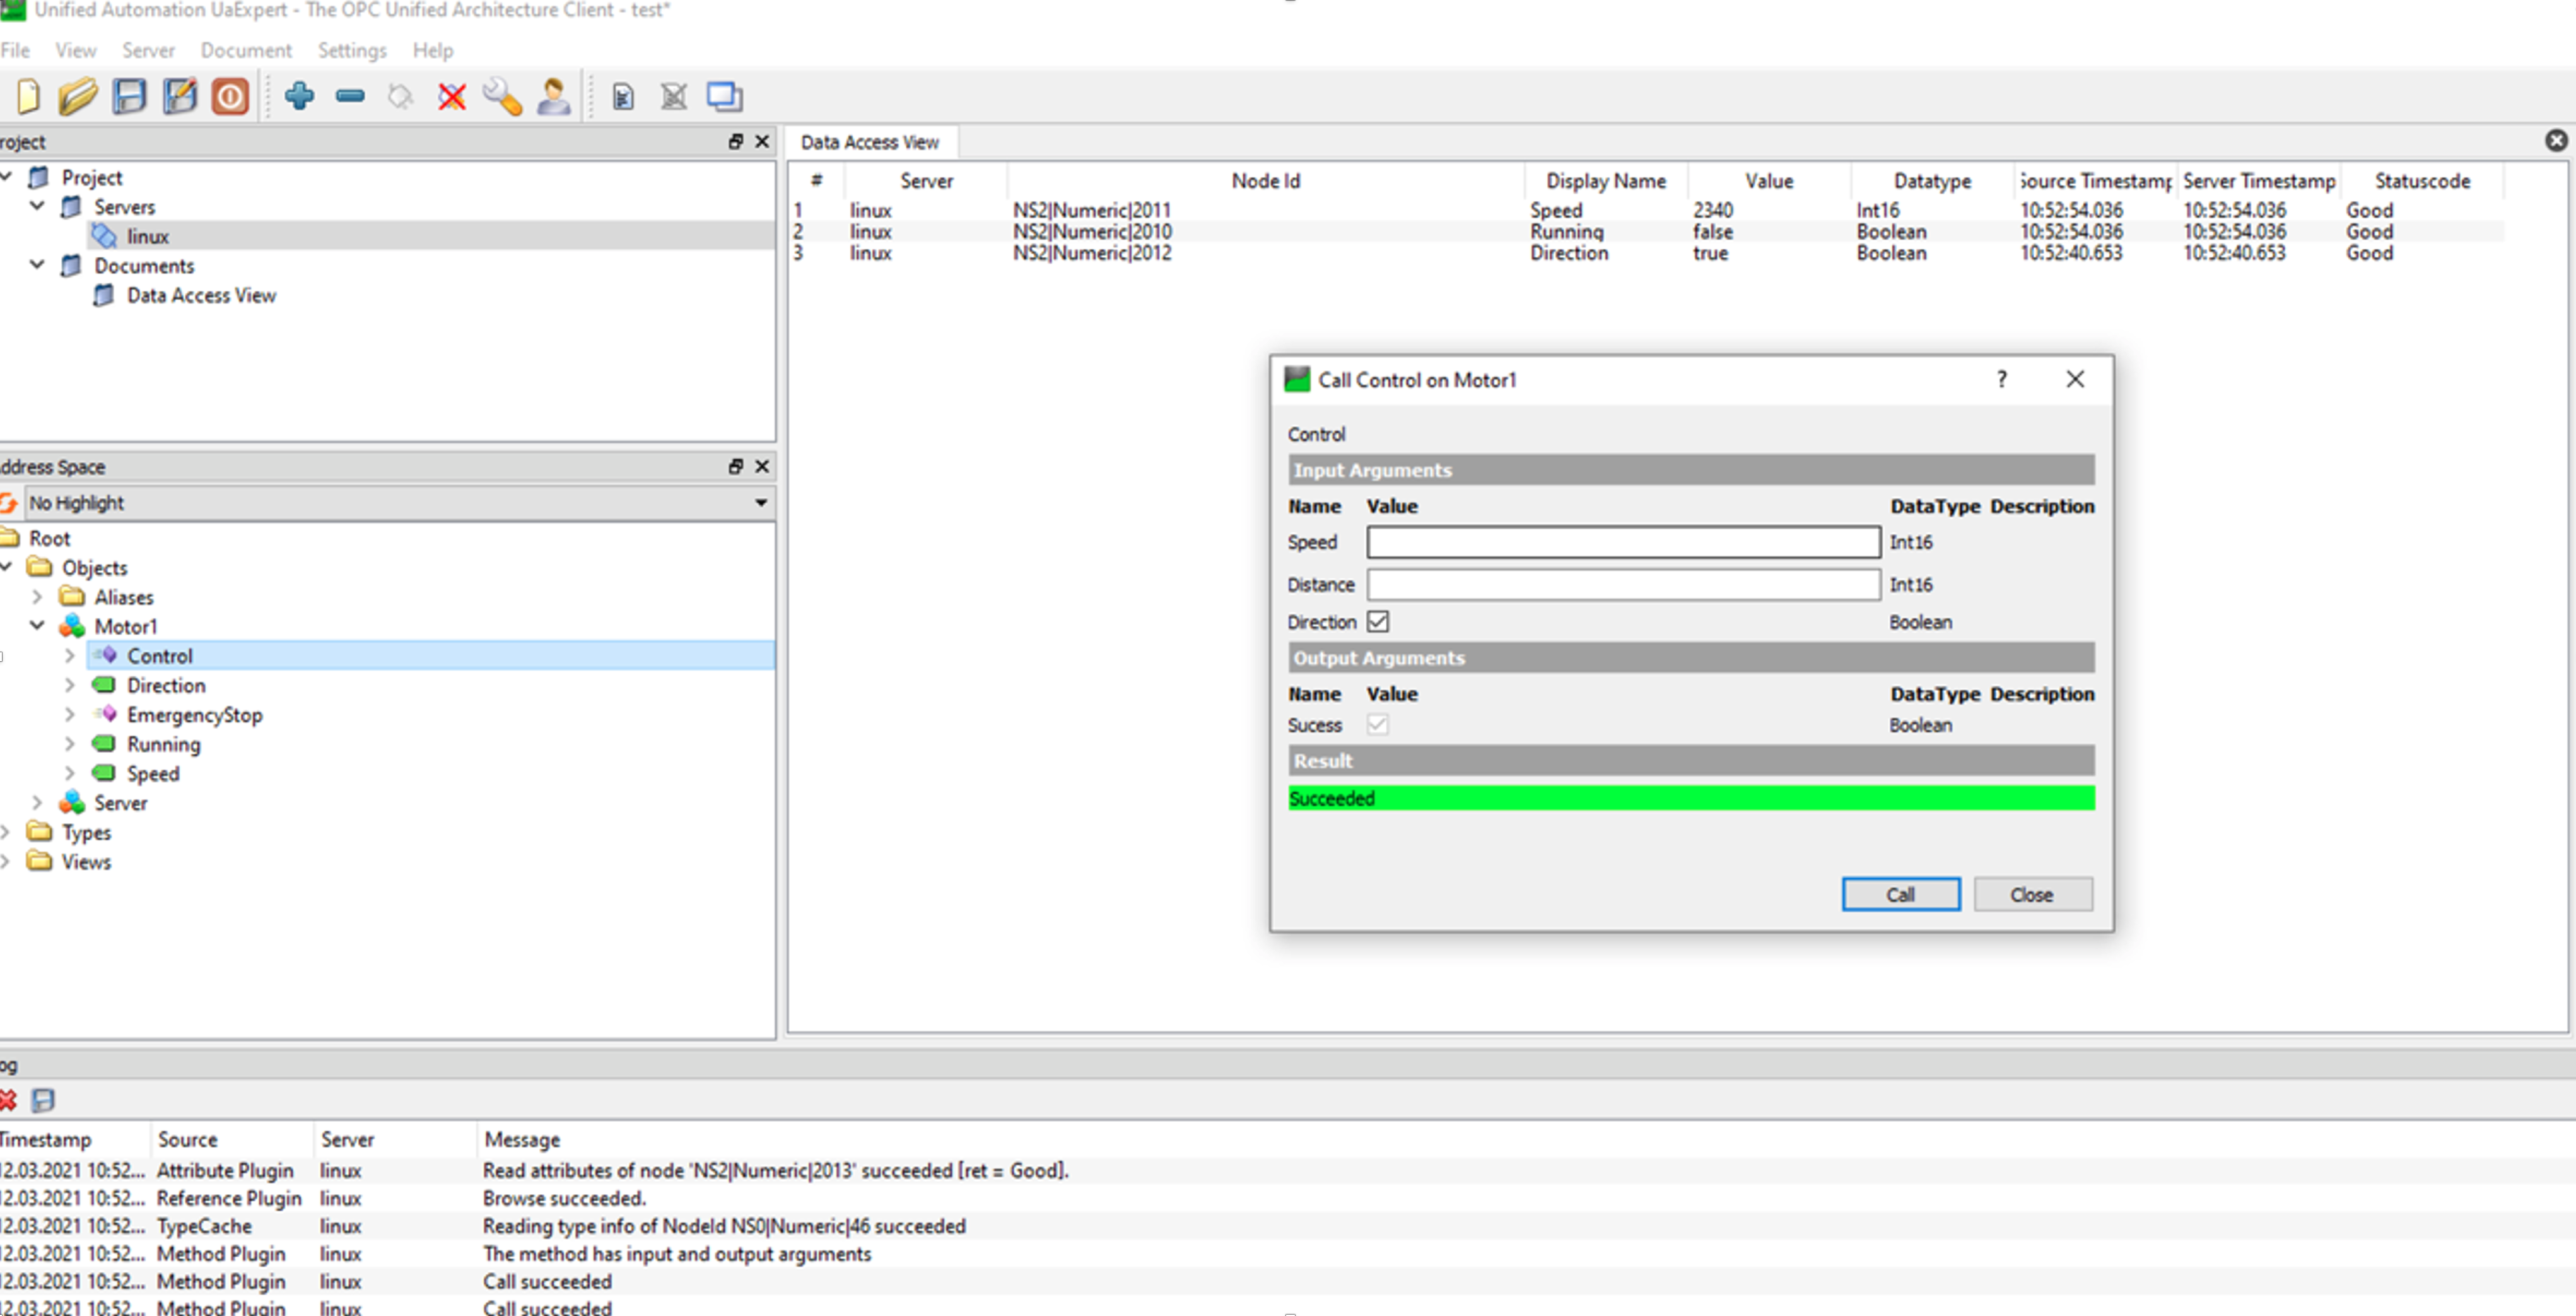 Unified Automation UaExpert - The OPC Unified Architecture Client - test*
File View Server Document Settings Help
roject
Project
Servers
linux
Documents
Data Access View
ddress Space
No Highlight
Root
Objects
Aliases
Motor1
Control
Direction
EmergencyStop
Running
Speed
Server
Types
Views
Data Access View
# Server Node Id Display Name Value Datatype Source Timestamp Server Timestamp Statuscode
1 linux NS2|Numeric|2011 Speed 2340 Int16 10:52:54.036 10:52:54.036 Good
2 linux NS2|Numeric|2010 Running false Boolean 10:52:54.036 10:52:54.036 Good
3 linux NS2|Numeric|2012 Direction true Boolean 10:52:40.653 10:52:40.653 Good
Call Control on Motor1 ?
Control
Input Arguments
Name Value DataType Description
Speed Int16
Distance Int16
Direction Boolean
Output Arguments
Name Value DataType Description
Sucess Boolean
Result
Succeeded
Call Close
og
Timestamp Source Server Message
12.03.2021 10:52... Attribute Plugin linux Read attributes of node 'NS2|Numeric|2013' succeeded [ret = Good].
12.03.2021 10:52... Reference Plugin linux Browse succeeded.
12.03.2021 10:52... TypeCache linux Reading type info of NodeId NS0|Numeric|46 succeeded
12.03.2021 10:52... Method Plugin linux The method has input and output arguments
12.03.2021 10:52... Method Plugin linux Call succeeded
12.03.2021 10:52... Method Plugin linux Call succeeded